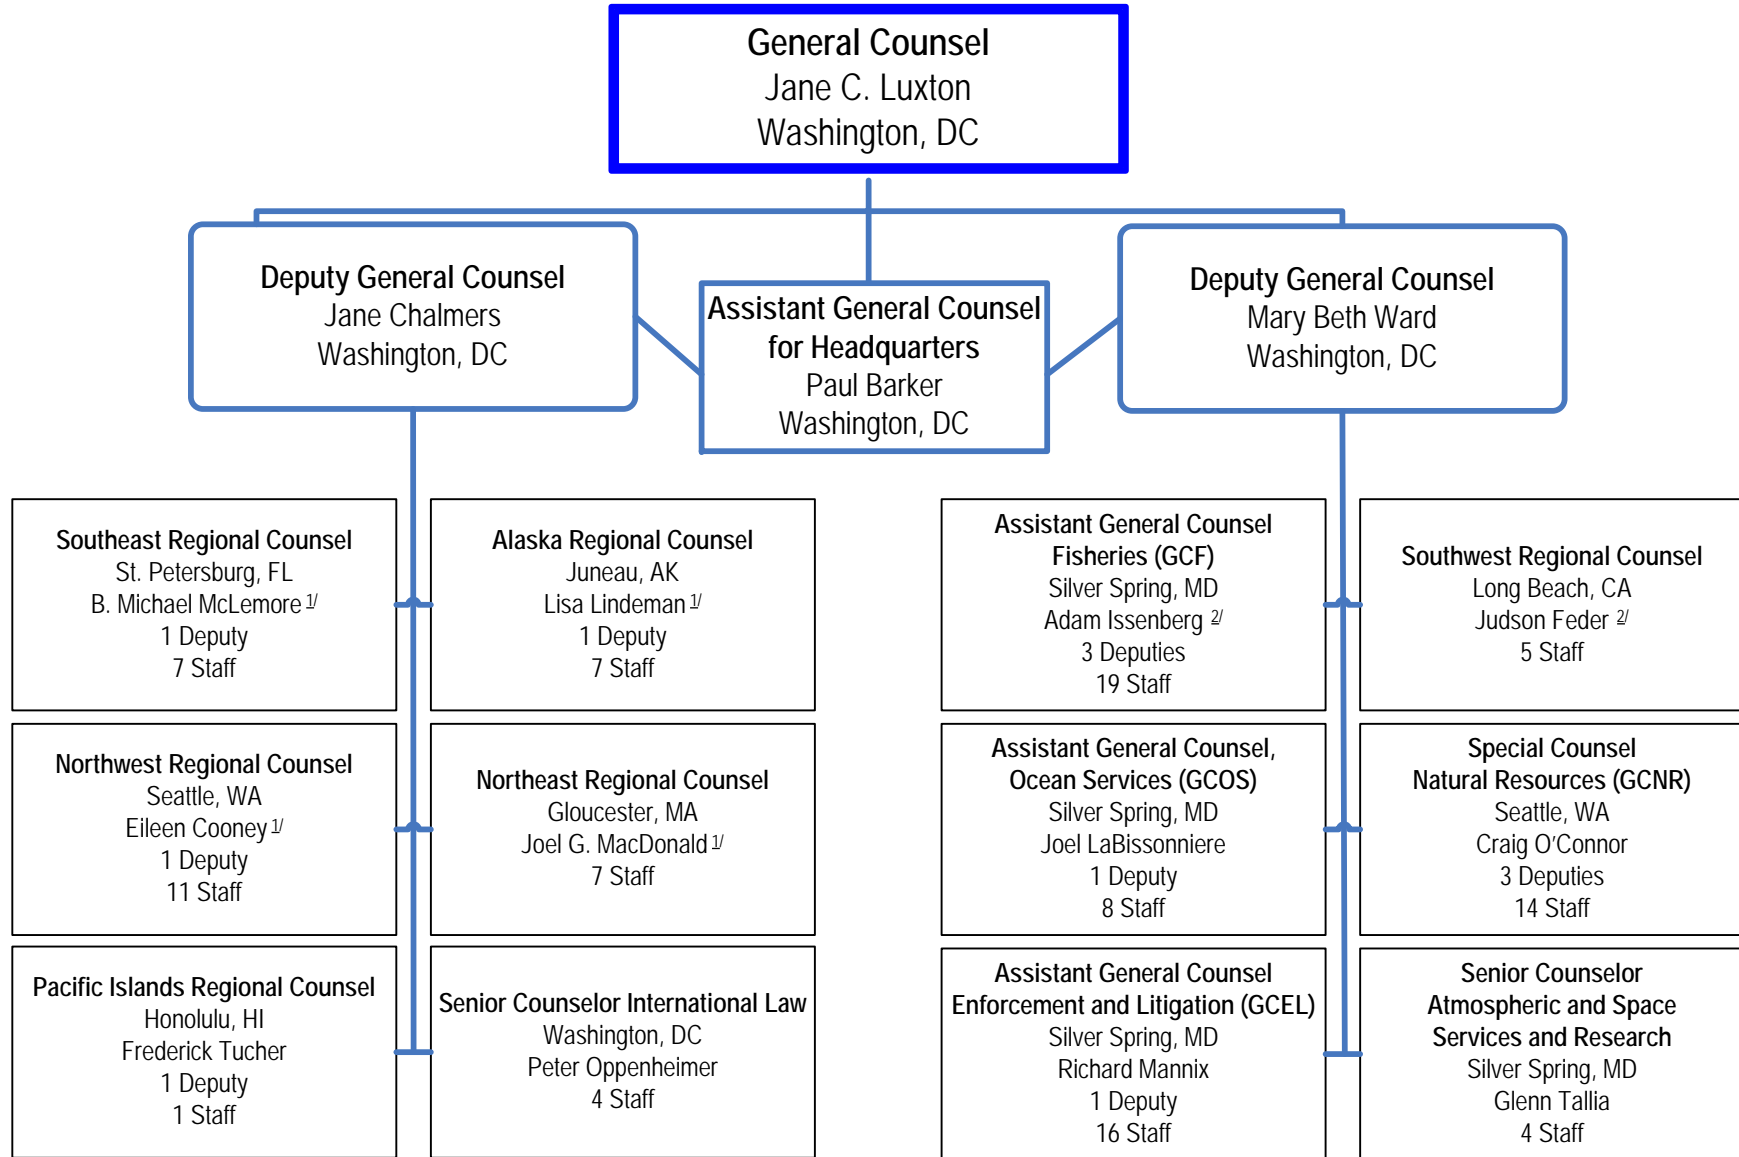 General Counsel
Jane C. Luxton
Washington, DC
Deputy General Counsel
Jane Chalmers
Washington, DC
Assistant General Counsel
for Headquarters
Paul Barker
Washington, DC
Deputy General Counsel
Mary Beth Ward
Washington, DC
Southeast Regional Counsel
St. Petersburg, FL
B. Michael McLemore 1/
1 Deputy
7 Staff
Alaska Regional Counsel
Juneau, AK
Lisa Lindeman 1/
1 Deputy
7 Staff
Assistant General Counsel
Fisheries (GCF)
Silver Spring, MD
Adam Issenberg 2/
3 Deputies
19 Staff
Southwest Regional Counsel
Long Beach, CA
Judson Feder 2/
5 Staff
Northwest Regional Counsel
Seattle, WA
Eileen Cooney 1/
1 Deputy
11 Staff
Northeast Regional Counsel
Gloucester, MA
Joel G. MacDonald 1/
7 Staff
Assistant General Counsel,
Ocean Services (GCOS)
Silver Spring, MD
Joel LaBissonniere
1 Deputy
8 Staff
Special Counsel
Natural Resources (GCNR)
Seattle, WA
Craig O’Connor
3 Deputies
14 Staff
Pacific Islands Regional Counsel
Honolulu, HI
Frederick Tucher
1 Deputy
1 Staff
Senior Counselor International Law
Washington, DC
Peter Oppenheimer
4 Staff
Assistant General Counsel
Enforcement and Litigation (GCEL)
Silver Spring, MD
Richard Mannix
1 Deputy
16 Staff
Senior Counselor
Atmospheric and Space
Services and Research
Silver Spring, MD
Glenn Tallia
4 Staff